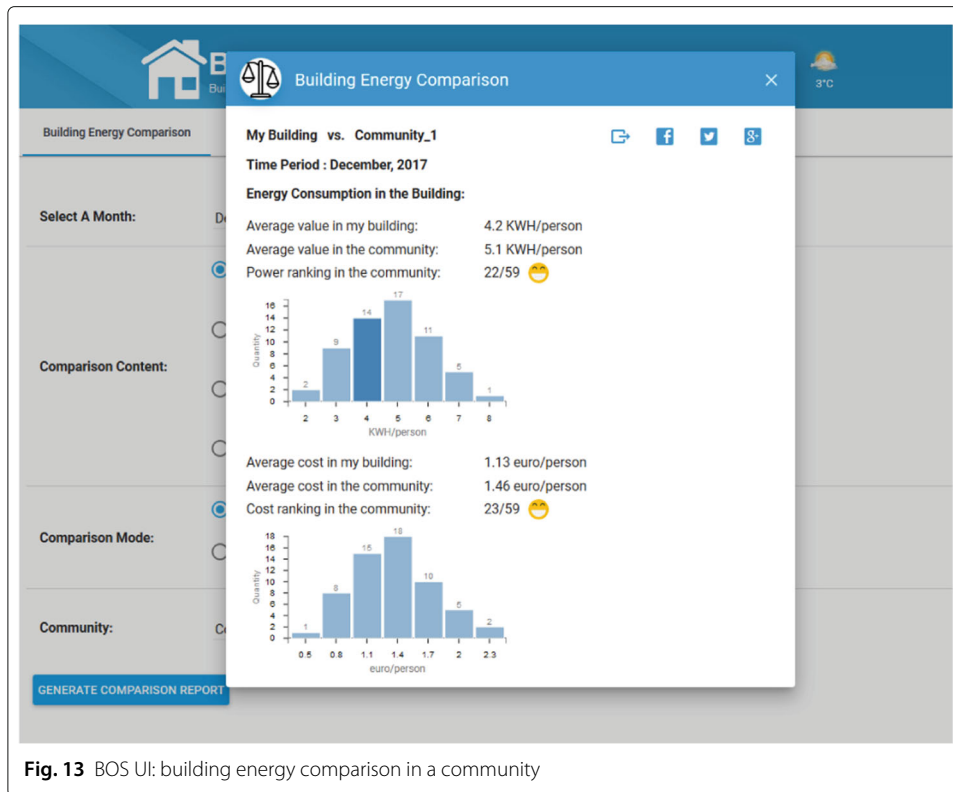 B
Bui
3°C
Building Energy Comparison
Building Energy Comparison
My Building vs. Community_1
Time Period : December, 2017
Energy Consumption in the Building:
Select A Month:
Average value in my building: 4.2 KWH/person
Average value in the community: 5.1 KWH/person
Power ranking in the community: 22/59
Quantity
16
14
12
10
8
6
4
2
0
2
9
14
17
11
5
1
2 3 4 5 6 7 8
KWH/person
Comparison Content:
Average cost in my building: 1.13 euro/person
Average cost in the community: 1.46 euro/person
Cost ranking in the community: 23/59
Quantity
18
16
14
12
10
8
6
4
2
0
1
8
15
18
10
5
2
0.5 0.8 1.1 1.4 1.7 2 2.3
euro/person
Comparison Mode:
Community:
GENERATE COMPARISON REPORT
Fig. 13 BOS UI: building energy comparison in a community